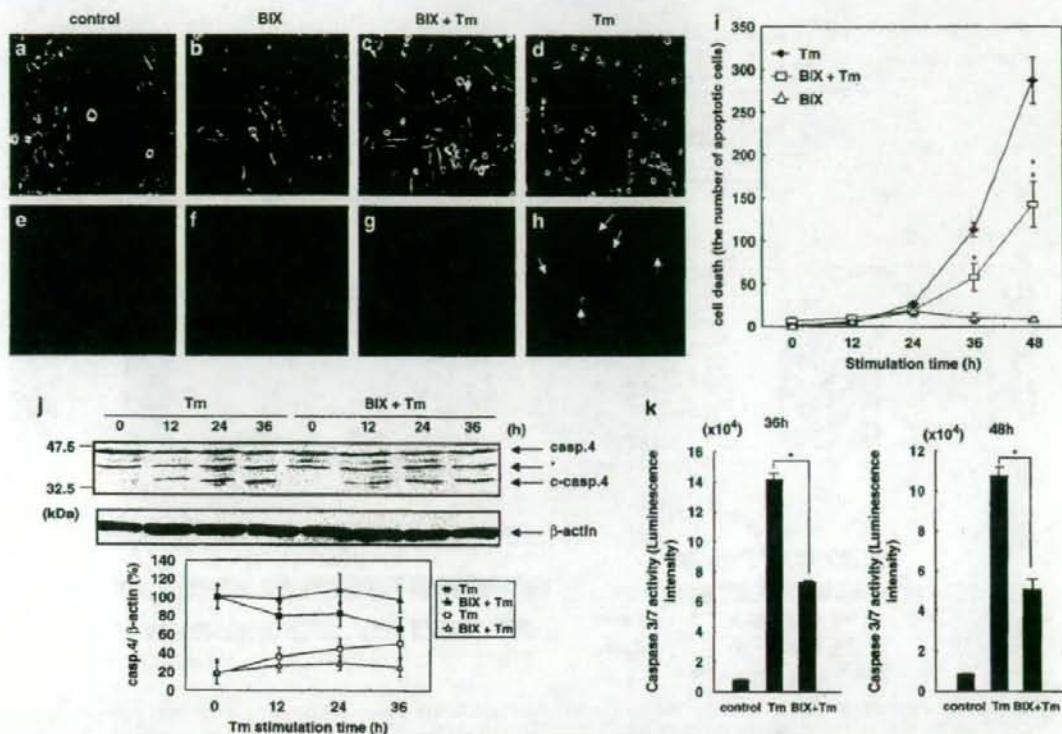 control BIX BIX + Tm Tm
a b c d
e f g h
i
cell death (the number of apoptotic cells)
350
300
250
200
150
100
50
0
Tm
BIX + Tm
BIX
*
*
*
0 12 24 36 48
Stimulation time (h)
j
Tm BIX + Tm
0 12 24 36 0 12 24 36 (h)
47.5
32.5
(kDa)
casp.4
*
c-casp.4
β-actin
casp.4/ β-actin (%)
140
120
100
80
60
40
20
0
Tm
BIX + Tm
Tm
BIX + Tm
0 12 24 36
Tm stimulation time (h)
k
(x10⁴) 36h
Caspase 3/7 activity (Luminescence
intensity)
16
14
12
10
8
6
4
2
0
*
control Tm BIX+Tm
(x10⁴) 48h
Caspase 3/7 activity (Luminescence
intensity)
12
10
8
6
4
2
0
*
control Tm BIX+Tm